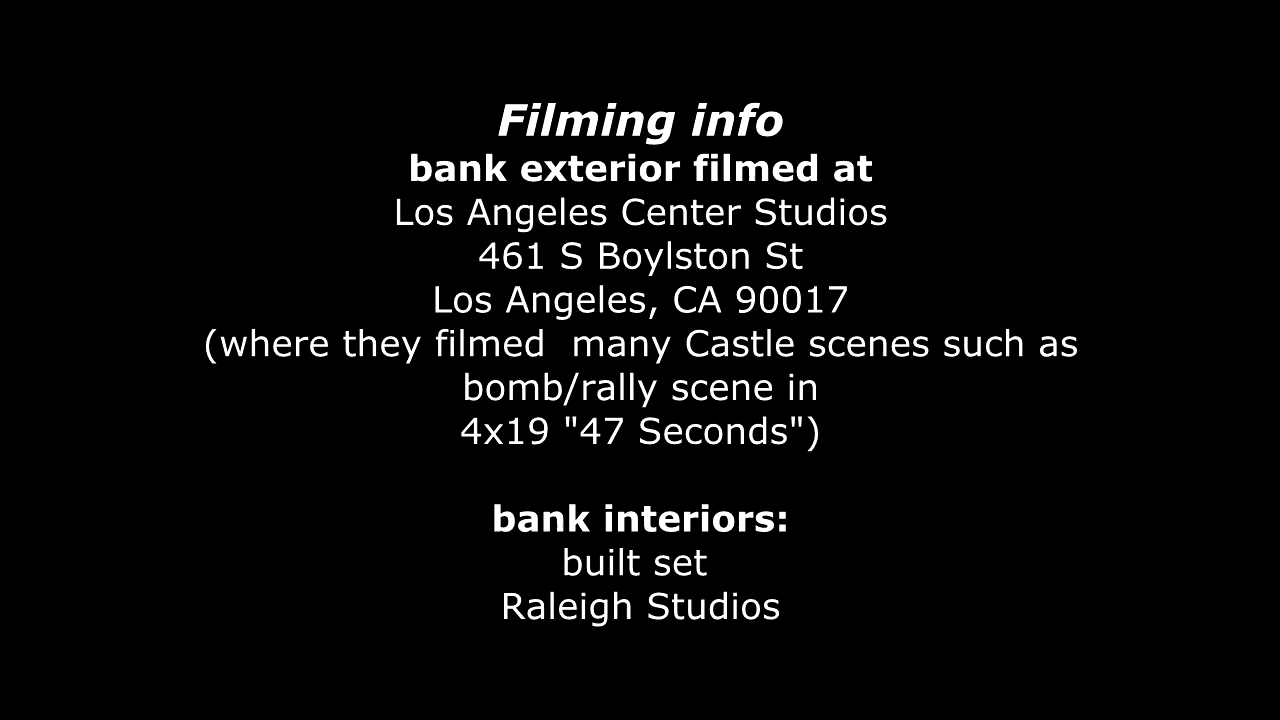 Filming info
bank exterior filmed at
Los Angeles Center Studios
461 S Boylston St
Los Angeles, CA 90017
(where they filmed  many Castle scenes such as
bomb/rally scene in
4x19 "47 Seconds")
bank interiors:
built set
Raleigh Studios